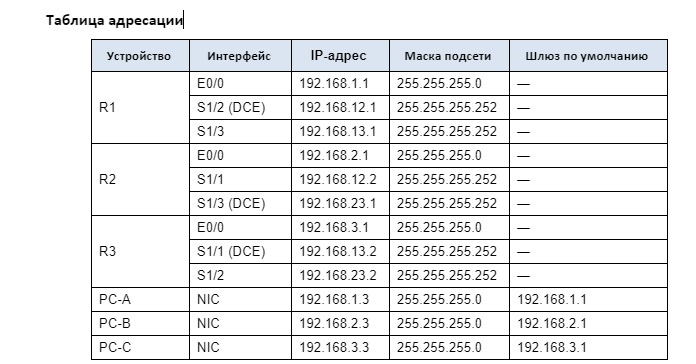 Таблица адресации
Устройство Интерфейс IP-адрес Маска подсети Шлюз по умолчанию
R1 E0/0 192.168.1.1 255.255.255.0 —
S1/2 (DCE) 192.168.12.1 255.255.255.252 —
S1/3 192.168.13.1 255.255.255.252 —
R2 E0/0 192.168.2.1 255.255.255.0 —
S1/1 192.168.12.2 255.255.255.252 —
S1/3 (DCE) 192.168.23.1 255.255.255.252 —
R3 E0/0 192.168.3.1 255.255.255.0 —
S1/1 (DCE) 192.168.13.2 255.255.255.252 —
S1/2 192.168.23.2 255.255.255.252 —
PC-A NIC 192.168.1.3 255.255.255.0 192.168.1.1
PC-B NIC 192.168.2.3 255.255.255.0 192.168.2.1
PC-C NIC 192.168.3.3 255.255.255.0 192.168.3.1